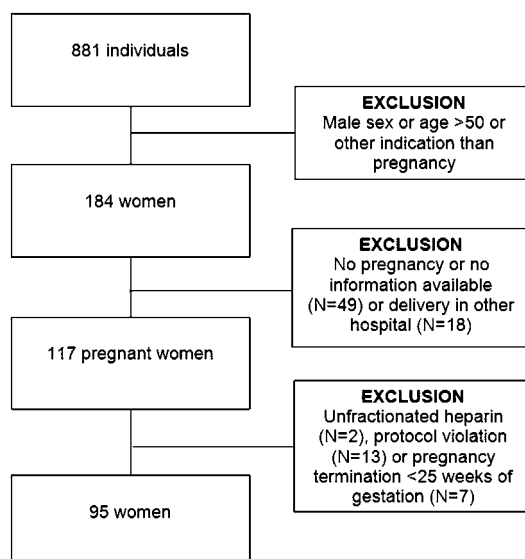 881 individuals
EXCLUSION
Male sex or age >50 or
other indication than
pregnancy
184 women
EXCLUSION
No pregnancy or no
information available
(N=49) or delivery in other
hospital (N=18)
117 pregnant women
EXCLUSION
Unfractionated heparin
(N=2), protocol violation
(N=13) or pregnancy
termination <25 weeks of
gestation (N=7)
95 women